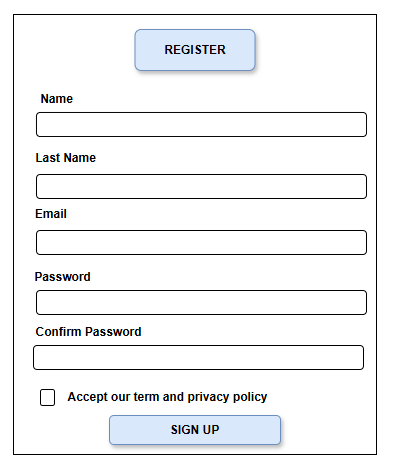 REGISTER
Name
Last Name
Email
Password
Confirm Password
Accept our term and privacy policy
SIGN UP